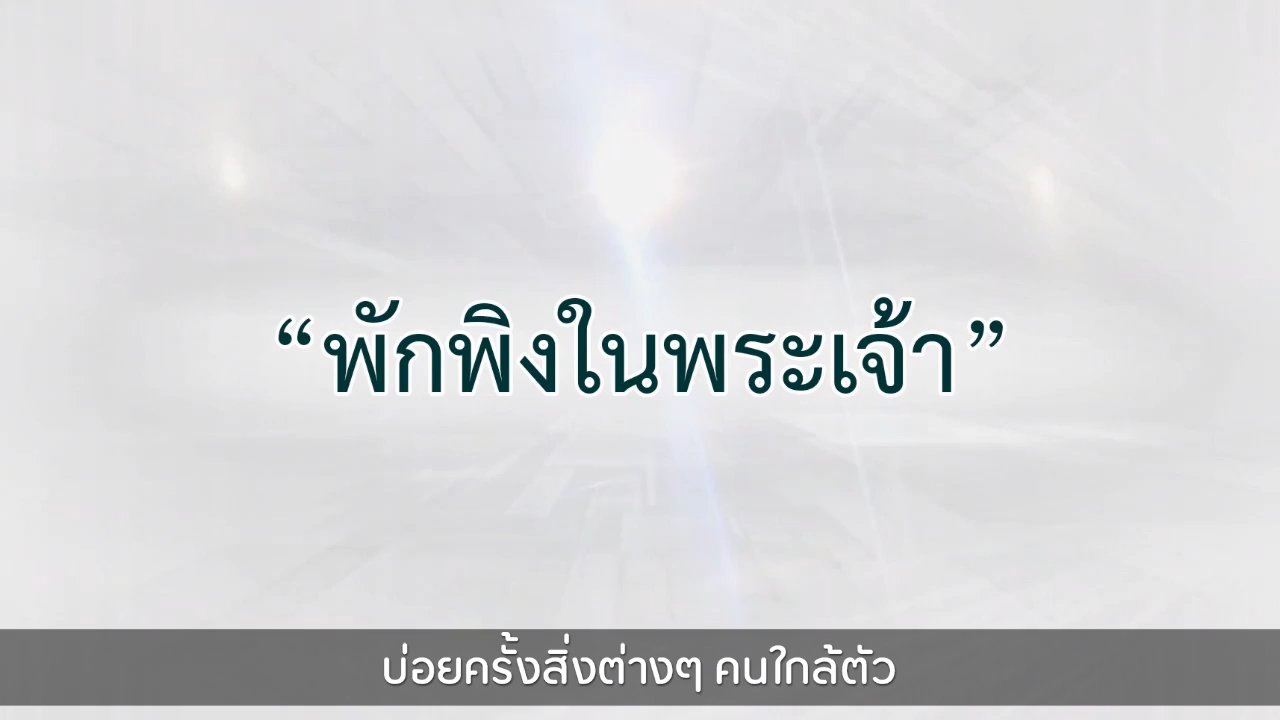 “พักพิงในพระเจ้า”
บ่อยครั้งสิ่งต่างๆ คนใกล้ตัว